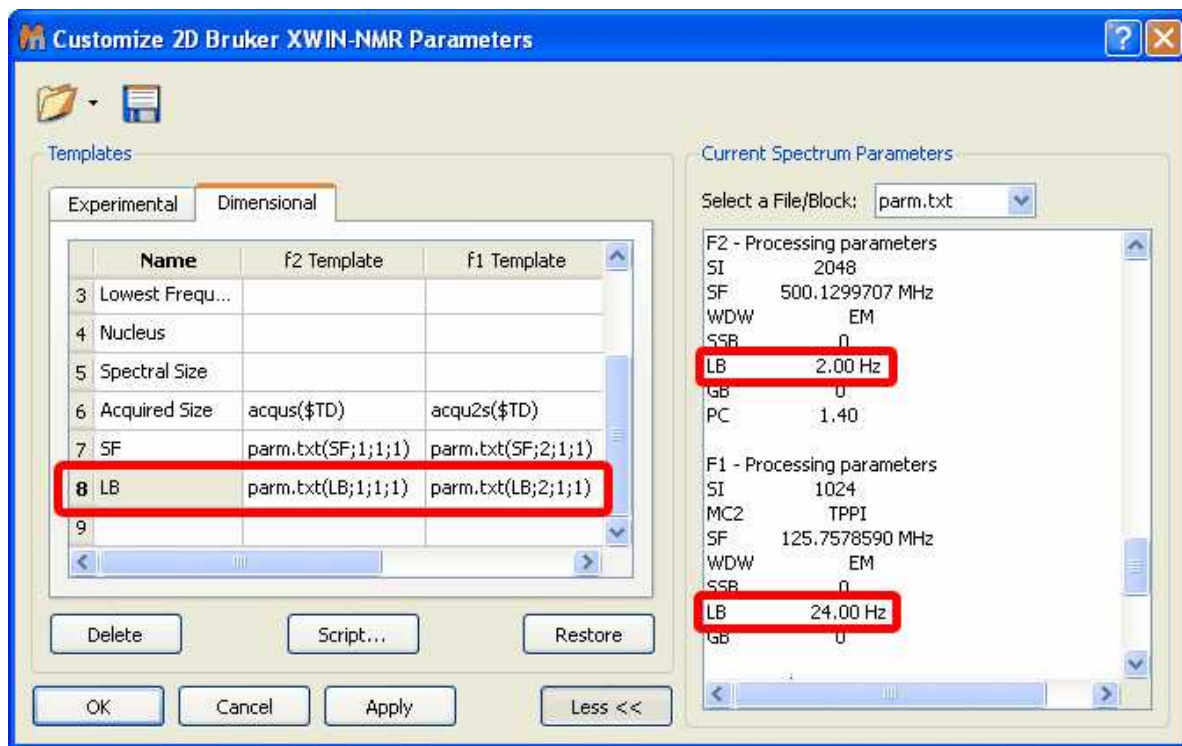 Customize 2D Bruker XWIN-NMR Parameters
Templates
Experimental Dimensional
Name f2 Template f1 Template
3 Lowest Frequ...
4 Nucleus
5 Spectral Size
6 Acquired Size acqus($TD) acqu2s($TD)
7 SF parm.txt(SF;1;1;1) parm.txt(SF;2;1;1)
8 LB parm.txt(LB;1;1;1) parm.txt(LB;2;1;1)
9
Delete Script... Restore
OK Cancel Apply Less <<
Current Spectrum Parameters
Select a File/Block: parm.txt
F2 - Processing parameters
SI 2048
SF 500.1299707 MHz
WDW EM
SSB 0
LB 2.00 Hz
GB 0
PC 1.40
F1 - Processing parameters
SI 1024
MC2 TPPI
SF 125.7578590 MHz
WDW EM
SSB 0
LB 24.00 Hz
GB 0